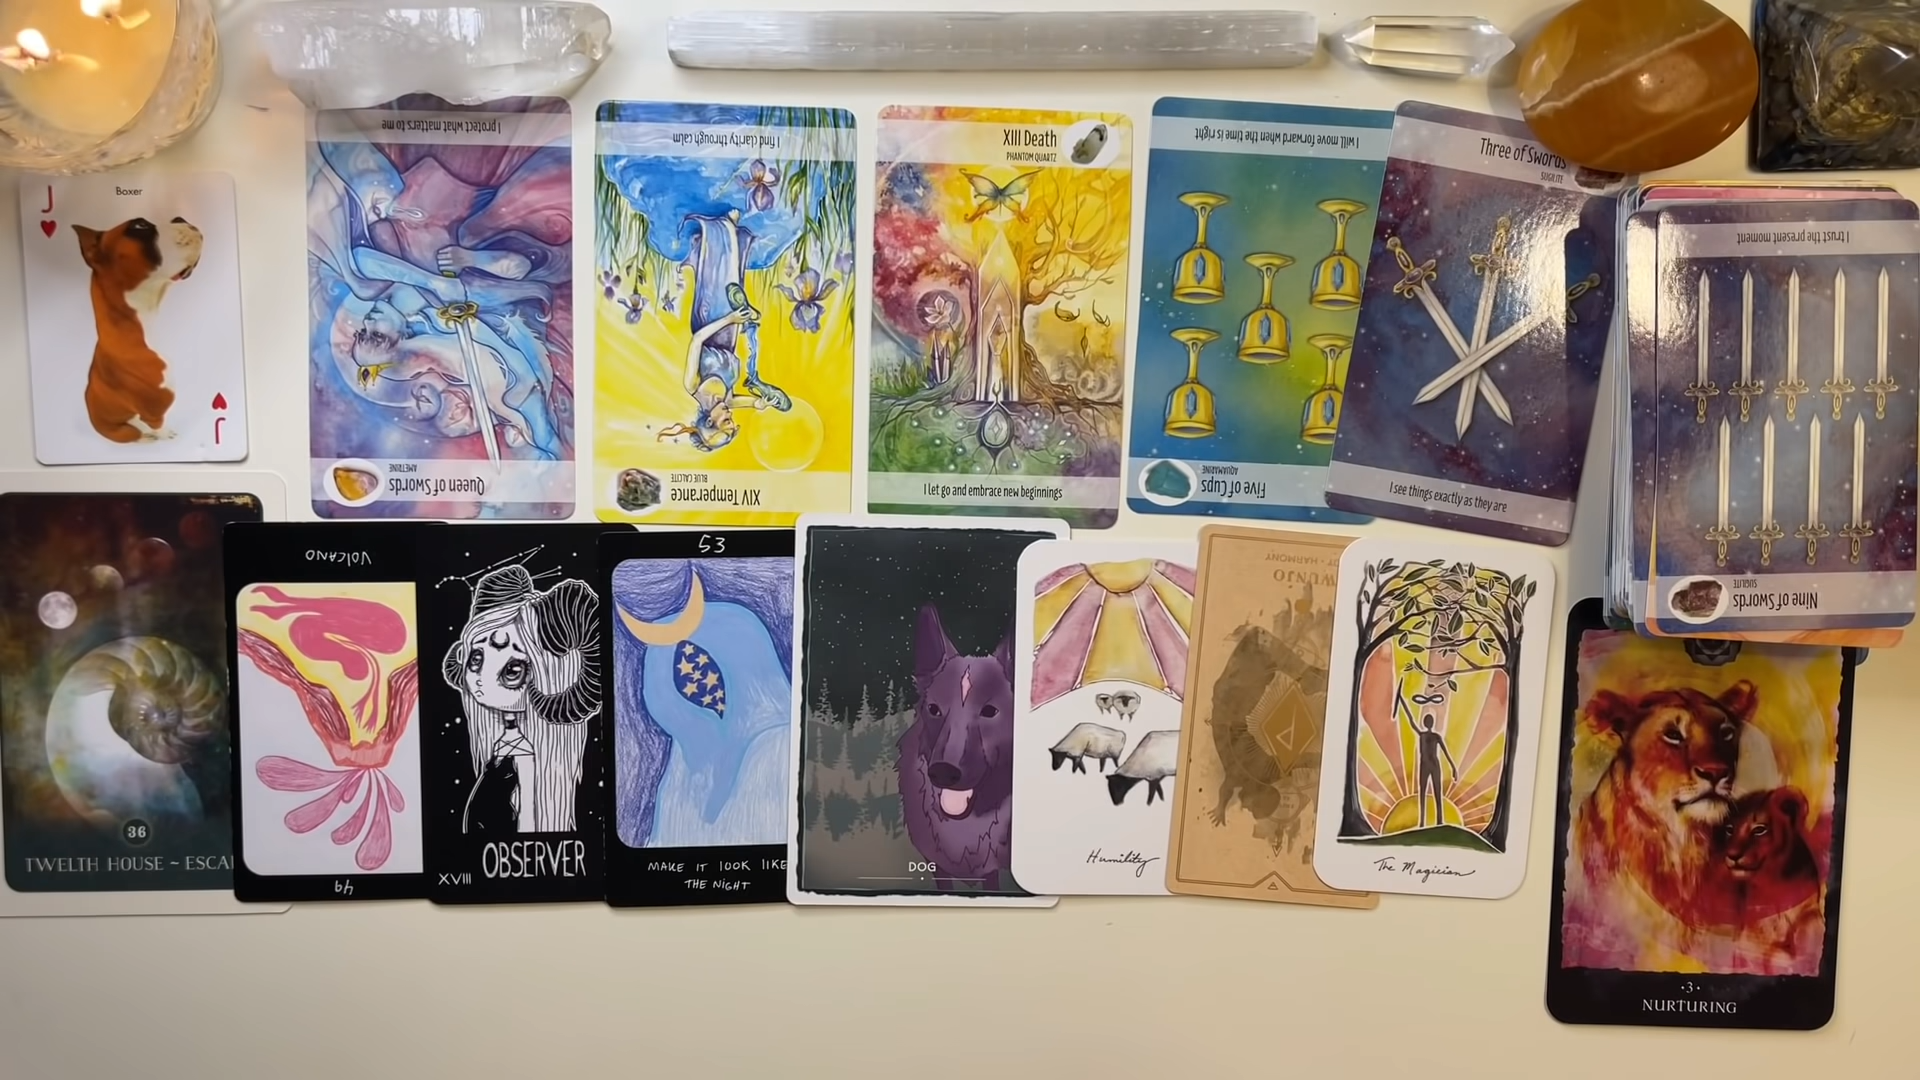 J
Boxer
J
I protect what matters to me
Queen of Swords
AMETRINE
I find clarity through calm
XIV Temperance
BLUE CALCITE
XIII Death
PHANTOM QUARTZ
I let go and embrace new beginnings
I will move forward when the time is right
Five of Cups
AQUAMARINE
Three of Swords
SUGILITE
I see things exactly as they are
I trust the present moment
Nine of Swords
SUGILITE
36
TWELTH HOUSE ~ ESCA
VOLCANO
49
XVIII OBSERVER
53
MAKE IT LOOK LIKE
THE NIGHT
DOG
Humility
WUNJO
HARMONY
The Magician
·3·
NURTURING